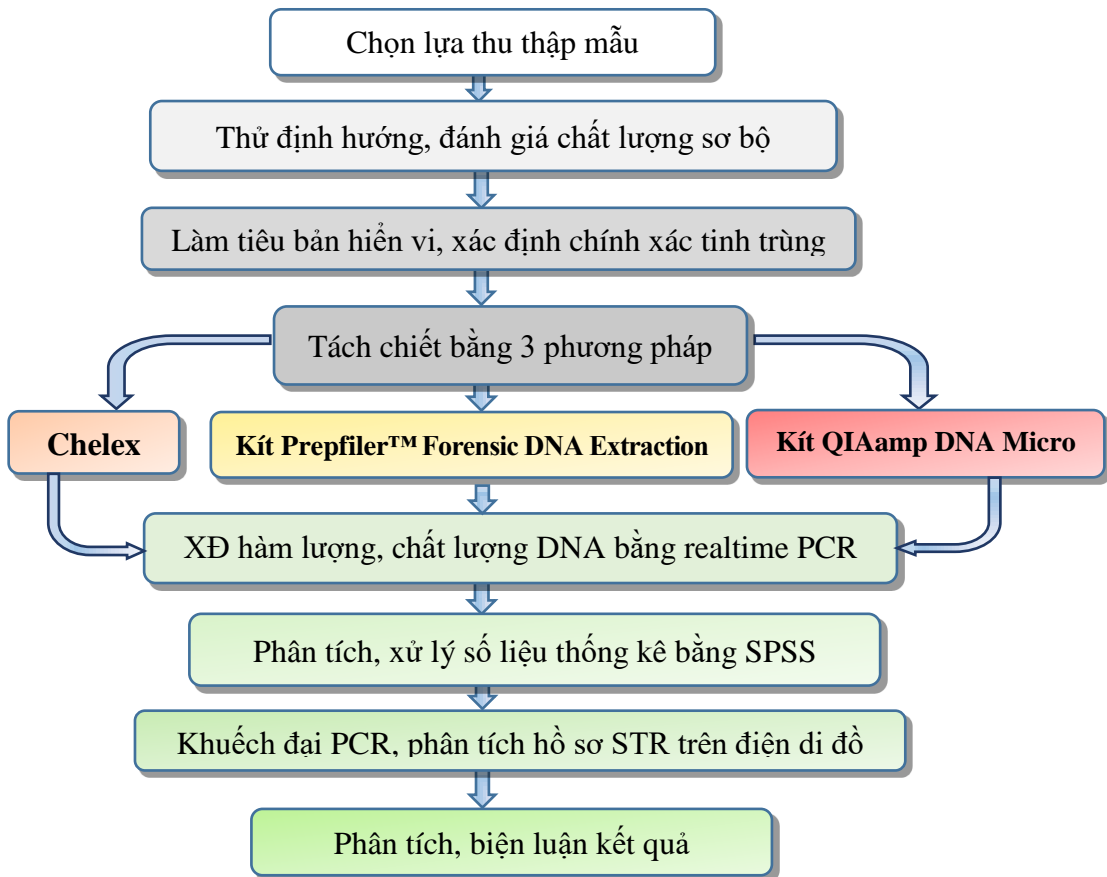 Chọn lựa thu thập mẫu
Thử định hướng, đánh giá chất lượng sơ bộ
Làm tiêu bản hiển vi, xác định chính xác tinh trùng
Tách chiết bằng 3 phương pháp
Chelex
Kít Prepfiler™ Forensic DNA Extraction
Kít QIAamp DNA Micro
XĐ hàm lượng, chất lượng DNA bằng realtime PCR
Phân tích, xử lý số liệu thống kê bằng SPSS
Khuếch đại PCR, phân tích hồ sơ STR trên điện di đồ
Phân tích, biện luận kết quả